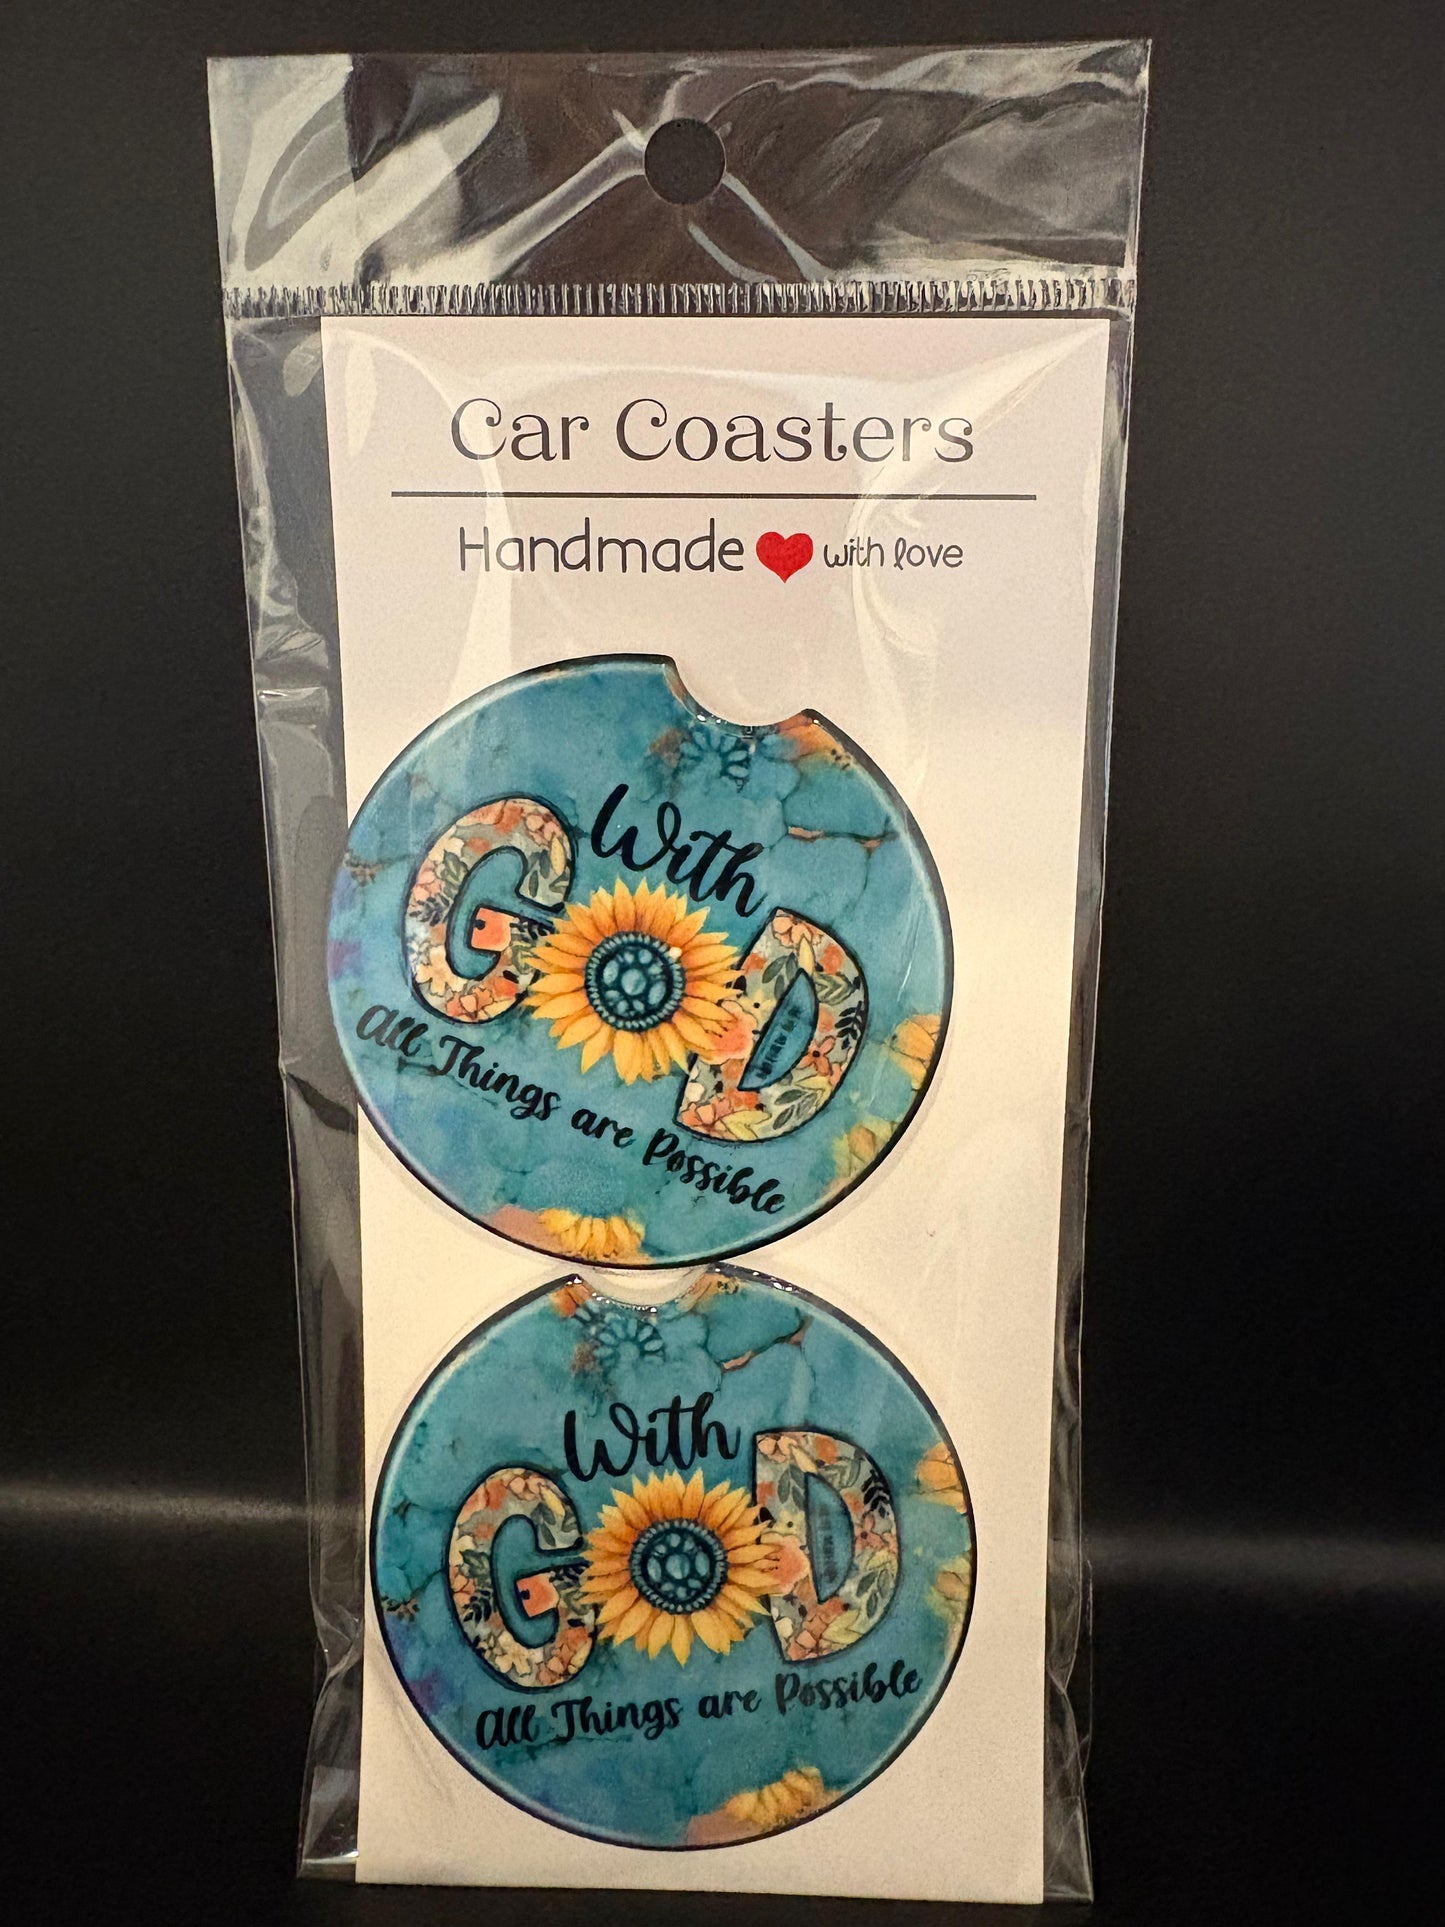 Car Coasters
Handmade with love
With
GOD
All Things are Possible
With
GOD
All Things are Possible